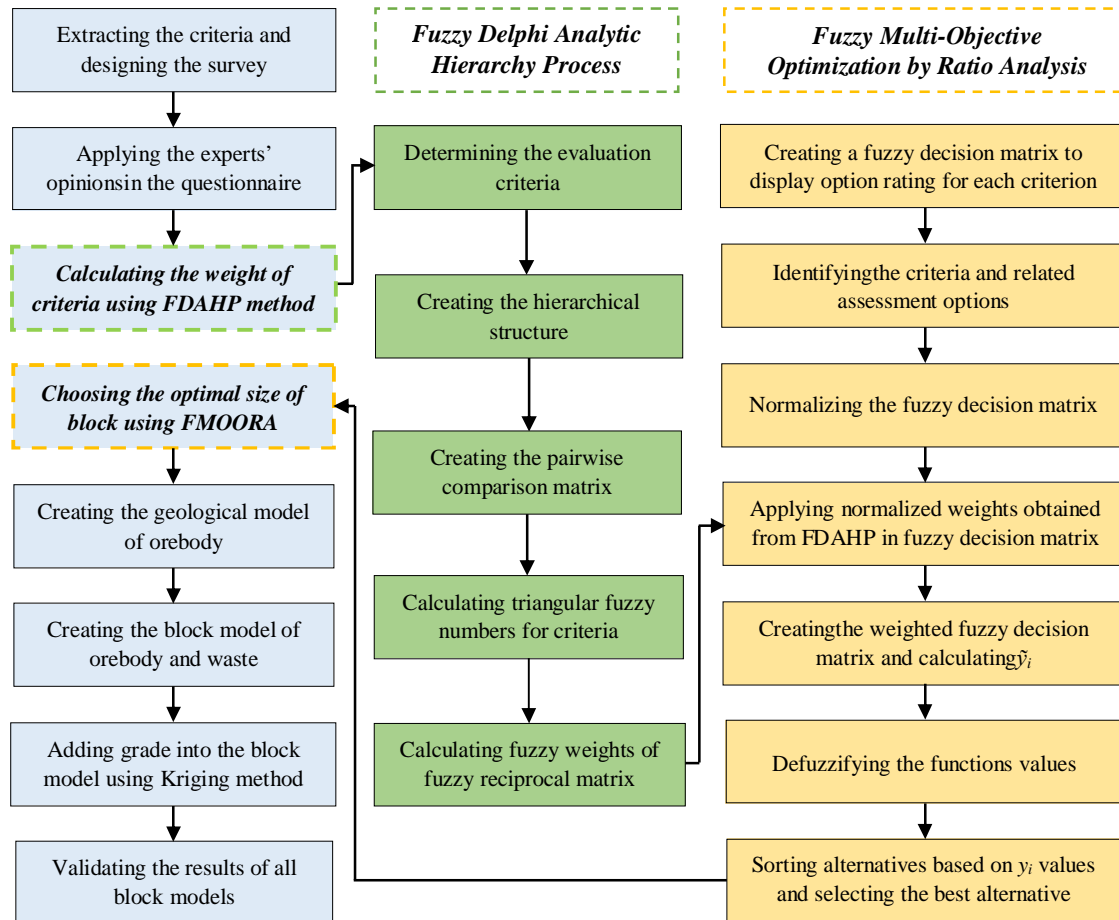 Extracting the criteria and
designing the survey
Applying the experts’
opinionsin the questionnaire
Calculating the weight of
criteria using FDAHP method
Choosing the optimal size of
block using FMOORA
Creating the geological model
of orebody
Creating the block model of
orebody and waste
Adding grade into the block
model using Kriging method
Validating the results of all
block models
Fuzzy Delphi Analytic
Hierarchy Process
Determining the evaluation
criteria
Creating the hierarchical
structure
Creating the pairwise
comparison matrix
Calculating triangular fuzzy
numbers for criteria
Calculating fuzzy weights of
fuzzy reciprocal matrix
Fuzzy Multi-Objective
Optimization by Ratio Analysis
Creating a fuzzy decision matrix to
display option rating for each criterion
Identifyingthe criteria and related
assessment options
Normalizing the fuzzy decision matrix
Applying normalized weights obtained
from FDAHP in fuzzy decision matrix
Creatingthe weighted fuzzy decision
matrix and calculatingỹᵢ
Defuzzifying the functions values
Sorting alternatives based on yᵢ values
and selecting the best alternative